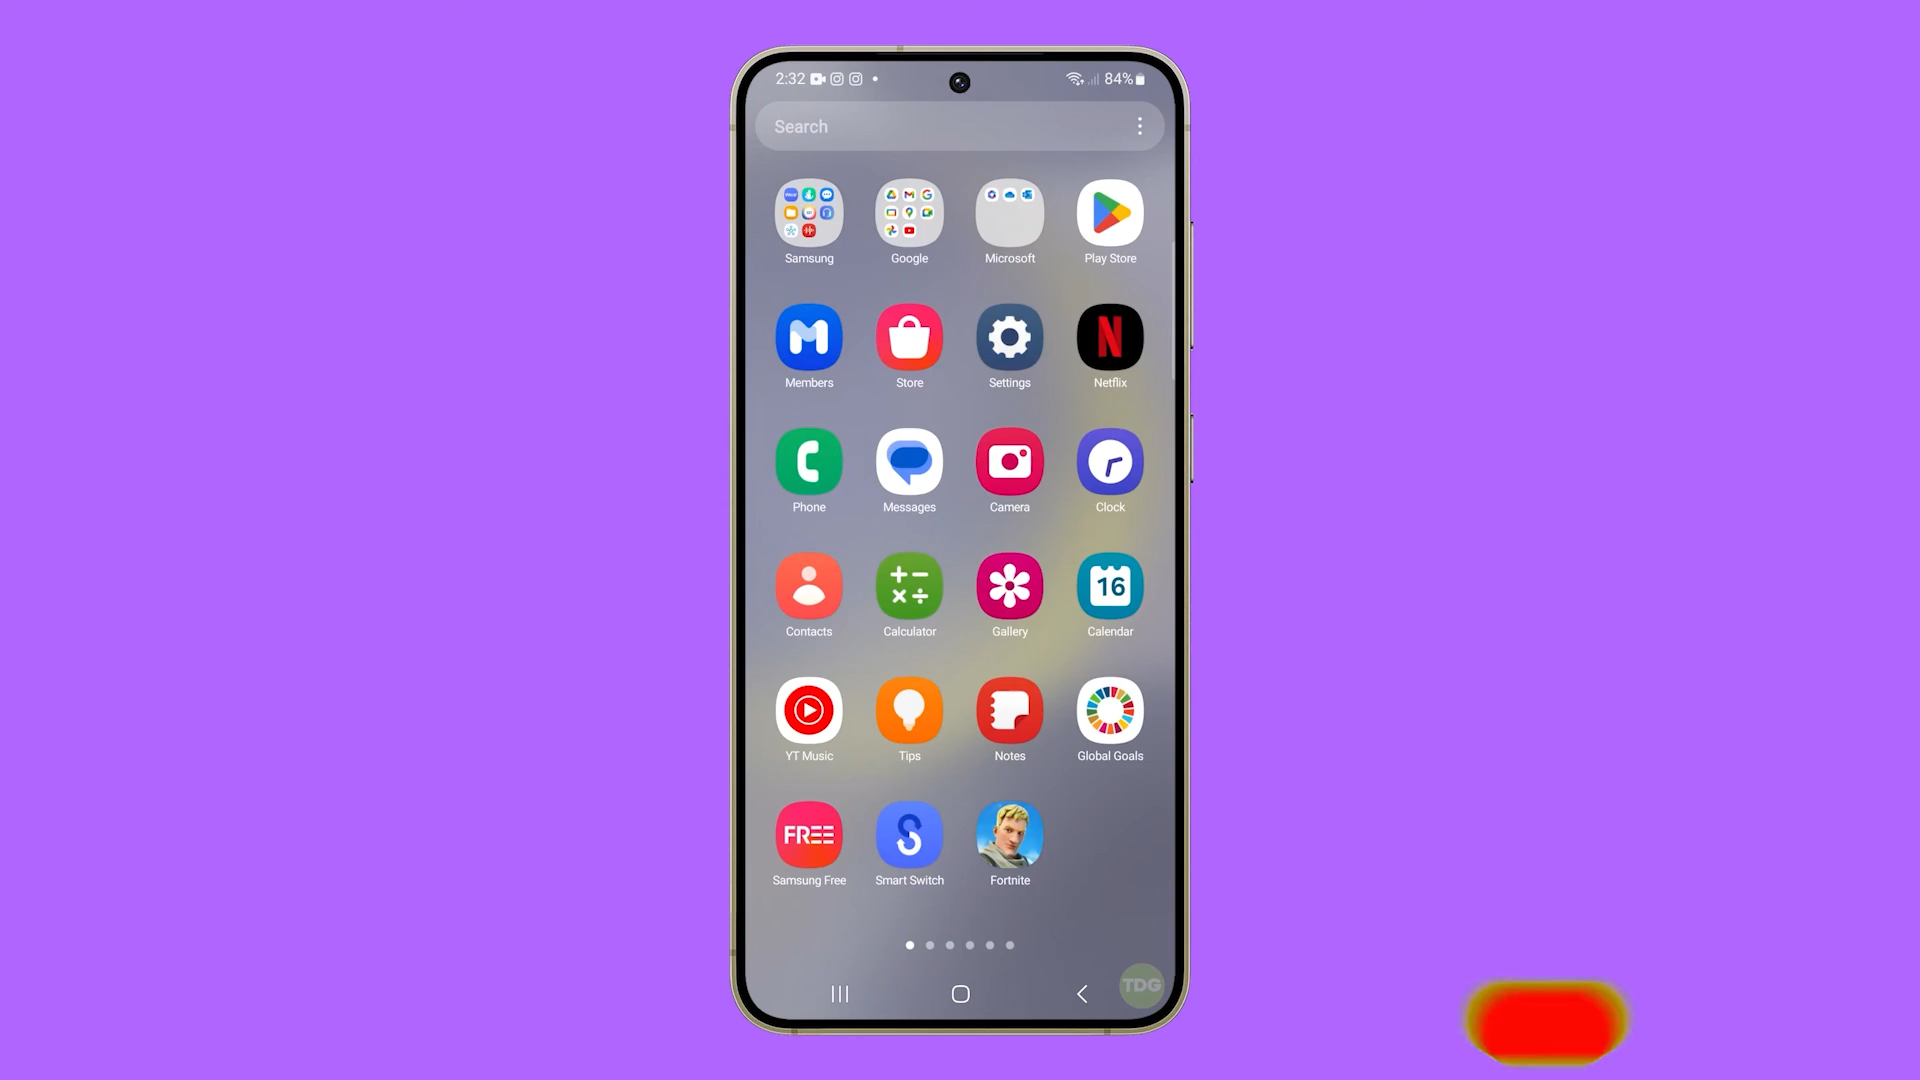 2:32
84%
Search
Samsung
Google
Microsoft
Play Store
Members
Store
Settings
Netflix
Phone
Messages
Camera
Clock
16
Contacts
Calculator
Gallery
Calendar
YT Music
Tips
Notes
Global Goals
FREE
Samsung Free
Smart Switch
Fortnite
TDG